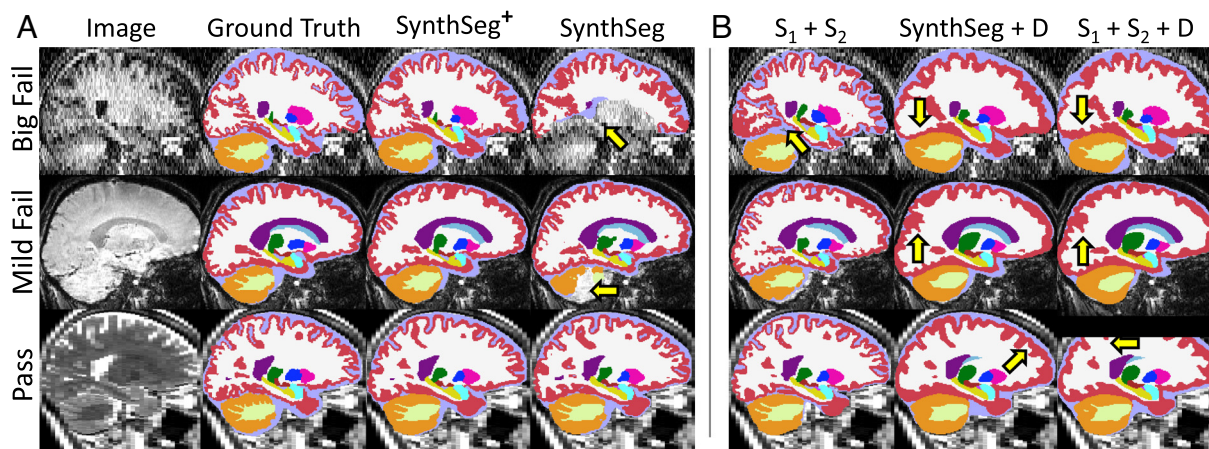 A Image Ground Truth SynthSeg⁺ SynthSeg B S₁ + S₂ SynthSeg + D S₁ + S₂ + D
Big Fail
Mild Fail
Pass